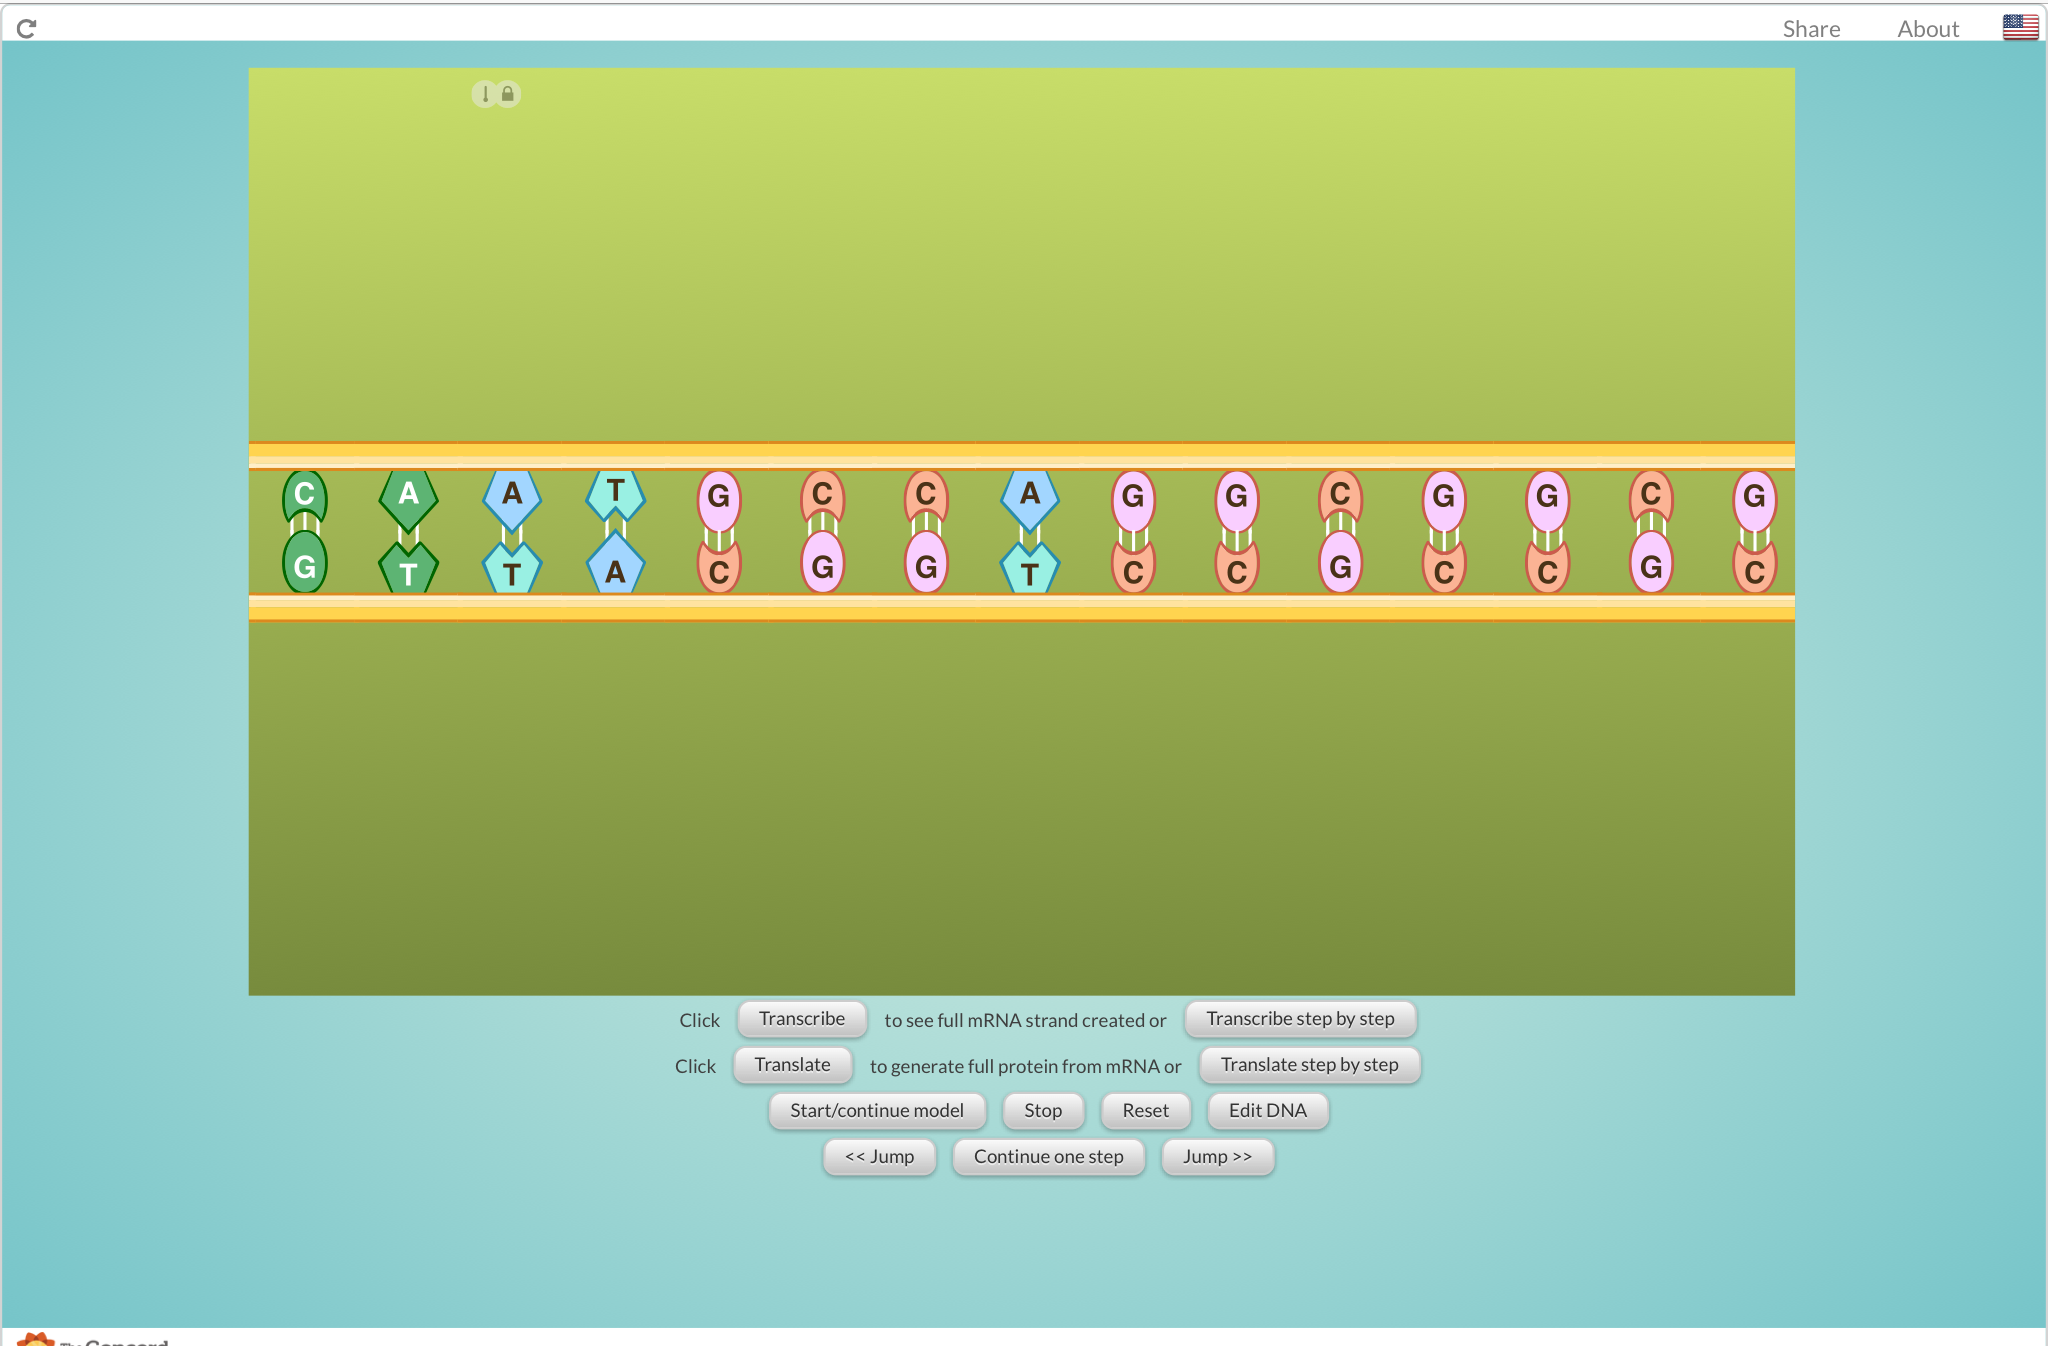 Share About
C A A T G C C A G G C G G C G
G T T A C G G T C C G C C G C
Click Transcribe to see full mRNA strand created or Transcribe step by step
Click Translate to generate full protein from mRNA or Translate step by step
Start/continue model Stop Reset Edit DNA
<< Jump Continue one step Jump >>